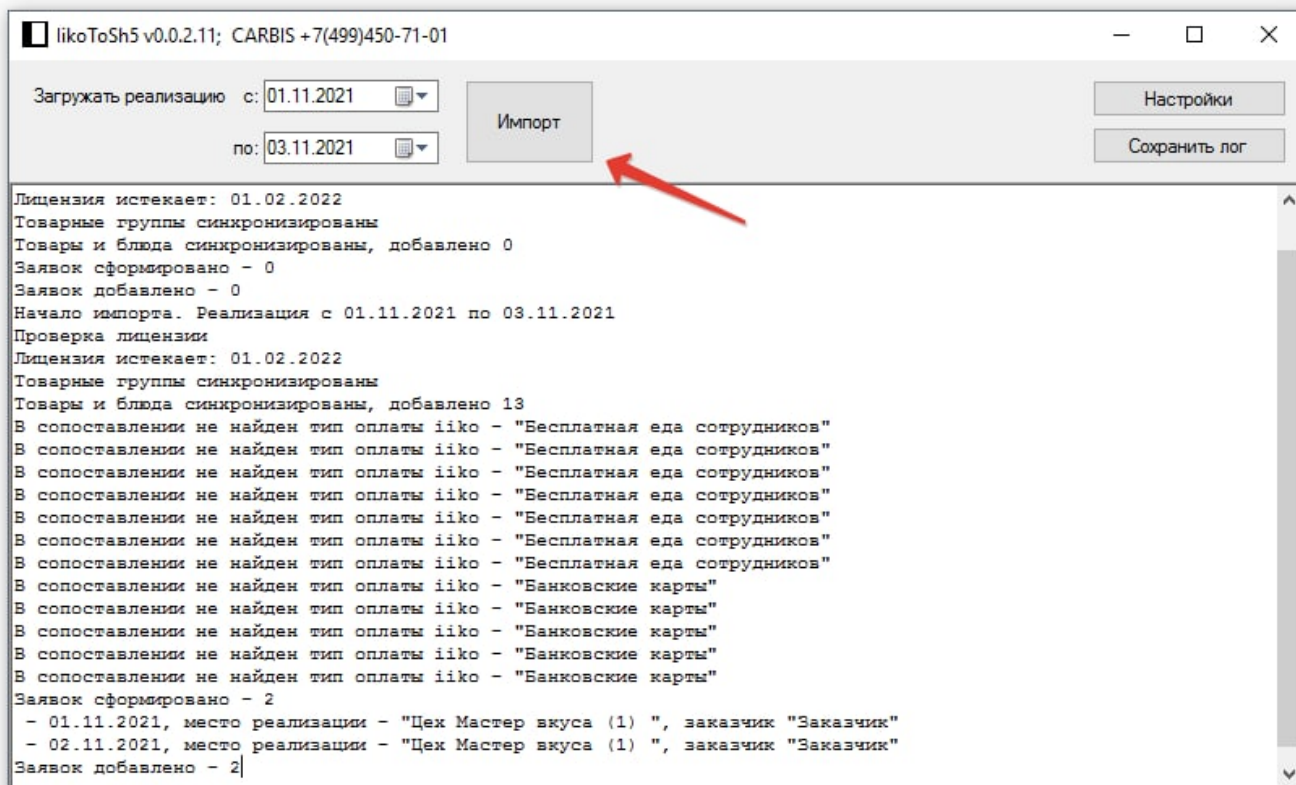 IikoToSh5 v0.0.2.11; CARBIS +7(499)450-71-01
Загружать реализацию с: 01.11.2021
по: 03.11.2021
Импорт
Настройки
Сохранить лог
Лицензия истекает: 01.02.2022
Товарные группы синхронизированы
Товары и блюда синхронизированы, добавлено 0
Заявок сформировано - 0
Заявок добавлено - 0
Начало импорта. Реализация с 01.11.2021 по 03.11.2021
Проверка лицензии
Лицензия истекает: 01.02.2022
Товарные группы синхронизированы
Товары и блюда синхронизированы, добавлено 13
В сопоставлении не найден тип оплаты iiko - "Бесплатная еда сотрудников"
В сопоставлении не найден тип оплаты iiko - "Бесплатная еда сотрудников"
В сопоставлении не найден тип оплаты iiko - "Бесплатная еда сотрудников"
В сопоставлении не найден тип оплаты iiko - "Бесплатная еда сотрудников"
В сопоставлении не найден тип оплаты iiko - "Бесплатная еда сотрудников"
В сопоставлении не найден тип оплаты iiko - "Бесплатная еда сотрудников"
В сопоставлении не найден тип оплаты iiko - "Бесплатная еда сотрудников"
В сопоставлении не найден тип оплаты iiko - "Банковские карты"
В сопоставлении не найден тип оплаты iiko - "Банковские карты"
В сопоставлении не найден тип оплаты iiko - "Банковские карты"
В сопоставлении не найден тип оплаты iiko - "Банковские карты"
В сопоставлении не найден тип оплаты iiko - "Банковские карты"
Заявок сформировано - 2
- 01.11.2021, место реализации - "Цех Мастер вкуса (1) ", заказчик "Заказчик"
- 02.11.2021, место реализации - "Цех Мастер вкуса (1) ", заказчик "Заказчик"
Заявок добавлено - 2